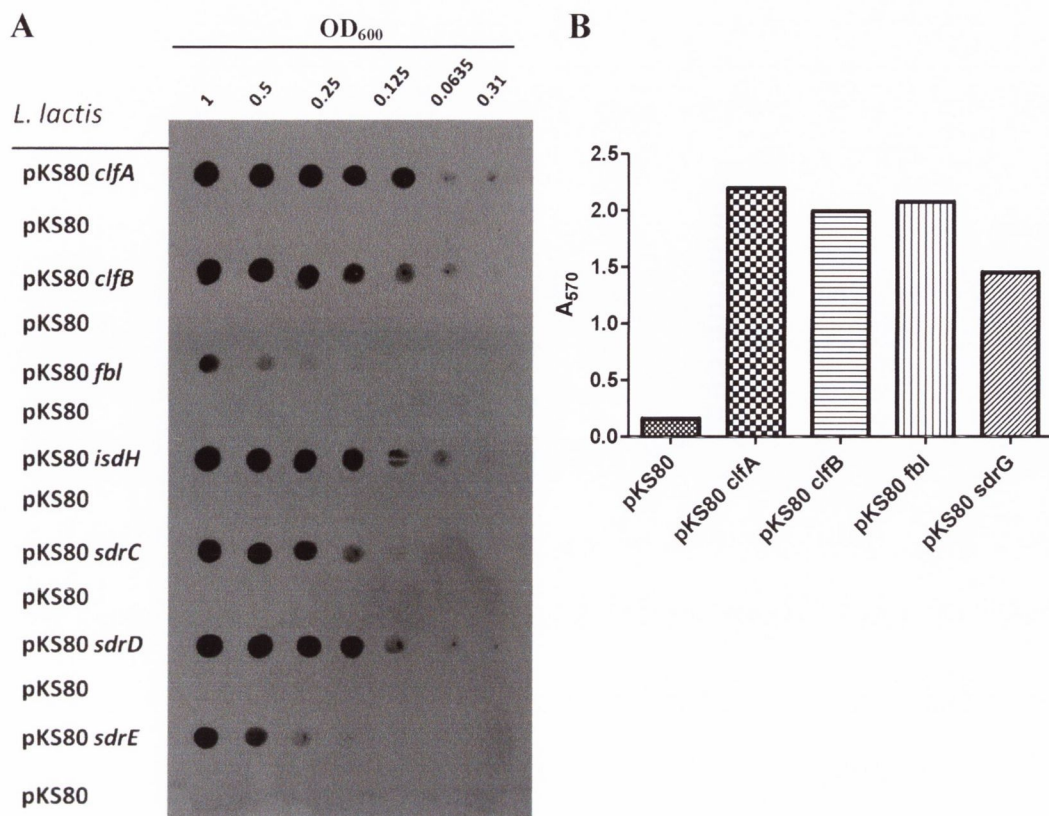 A
OD600
1 0.5 0.25 0.125 0.0635 0.31
L. lactis
pKS80 clfA
pKS80
pKS80 clfB
pKS80
pKS80 fbl
pKS80
pKS80 isdH
pKS80
pKS80 sdrC
pKS80
pKS80 sdrD
pKS80
pKS80 sdrE
pKS80
B
2.5
2.0
1.5
1.0
0.5
0.0
A570
pKS80
pKS80 clfA
pKS80 clfB
pKS80 fbl
pKS80 sdrG